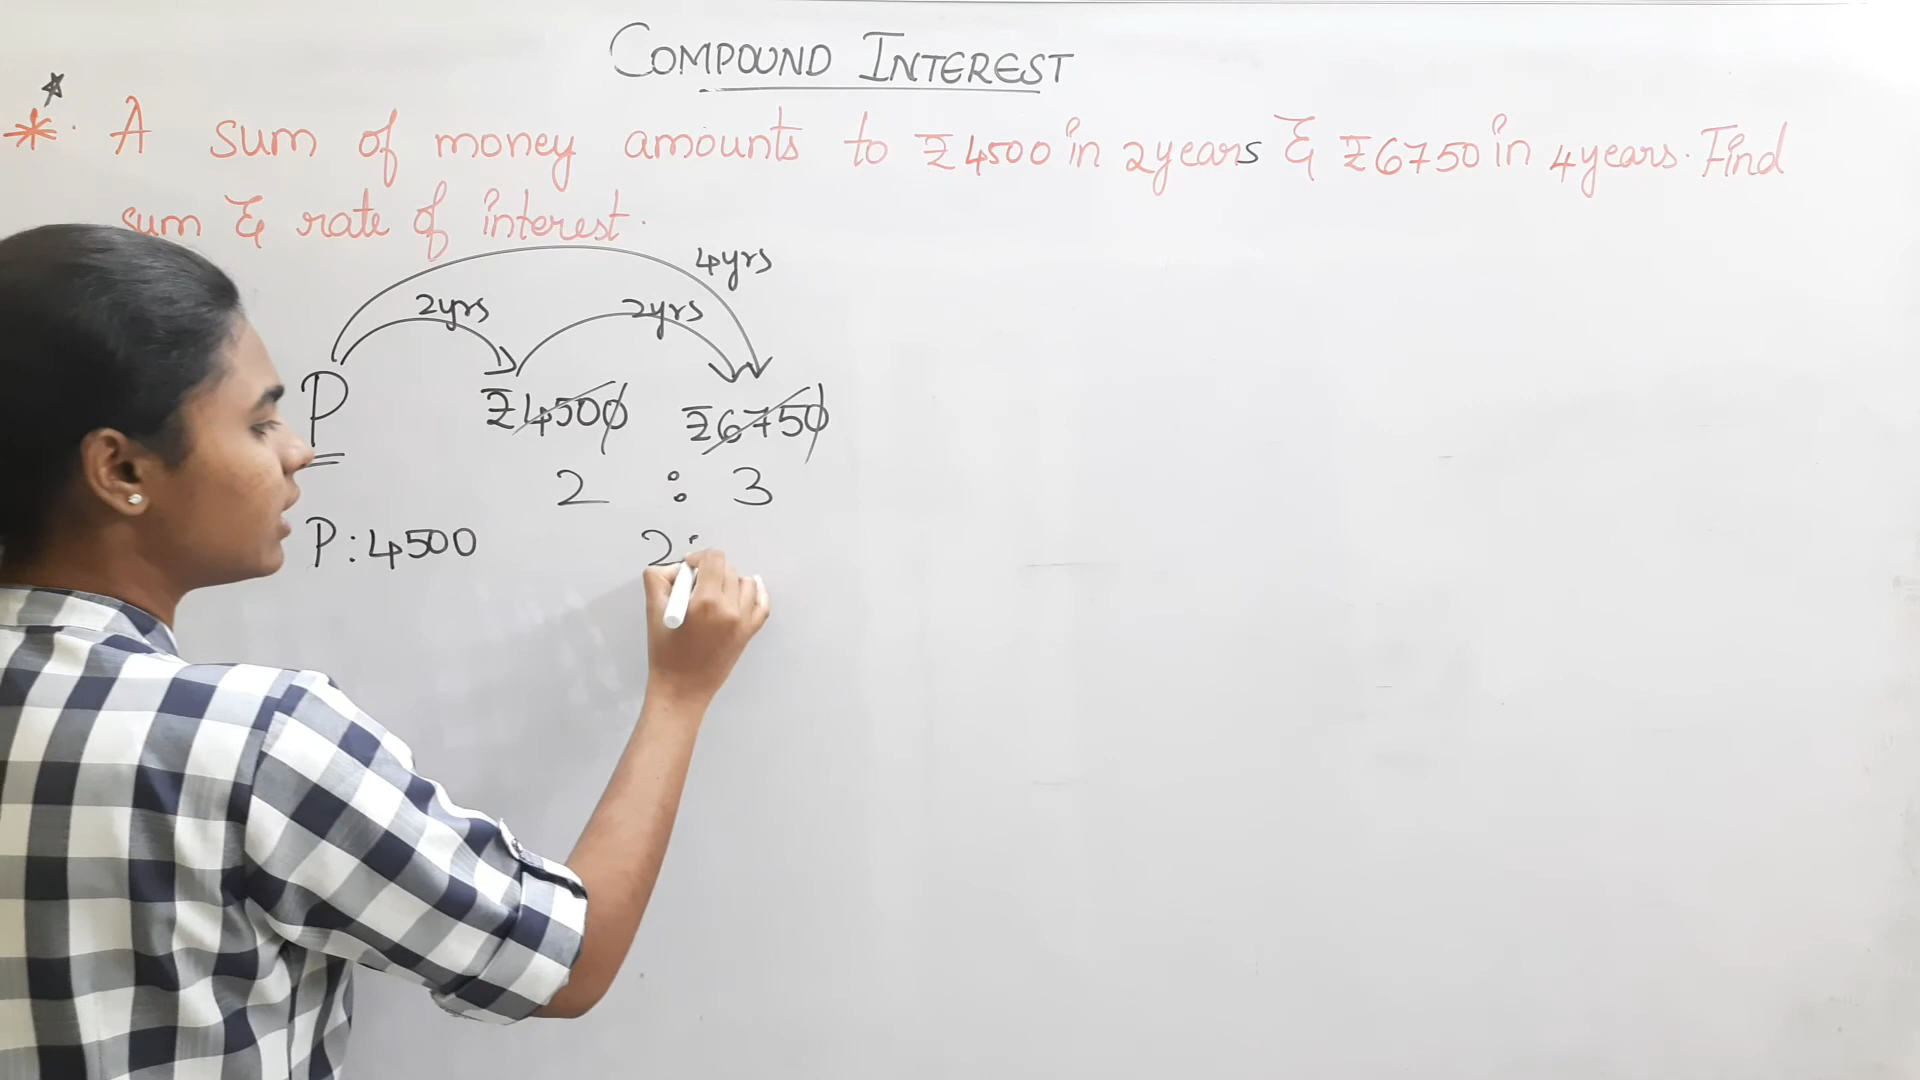 COMPOUND INTEREST
* A sum of money amounts to ₹4500 in 2years & ₹6750 in 4years. Find
sum & rate of interest.
4yrs
2yrs 2yrs
P ₹4500 ₹6750
2 : 3
P : 4500 2: